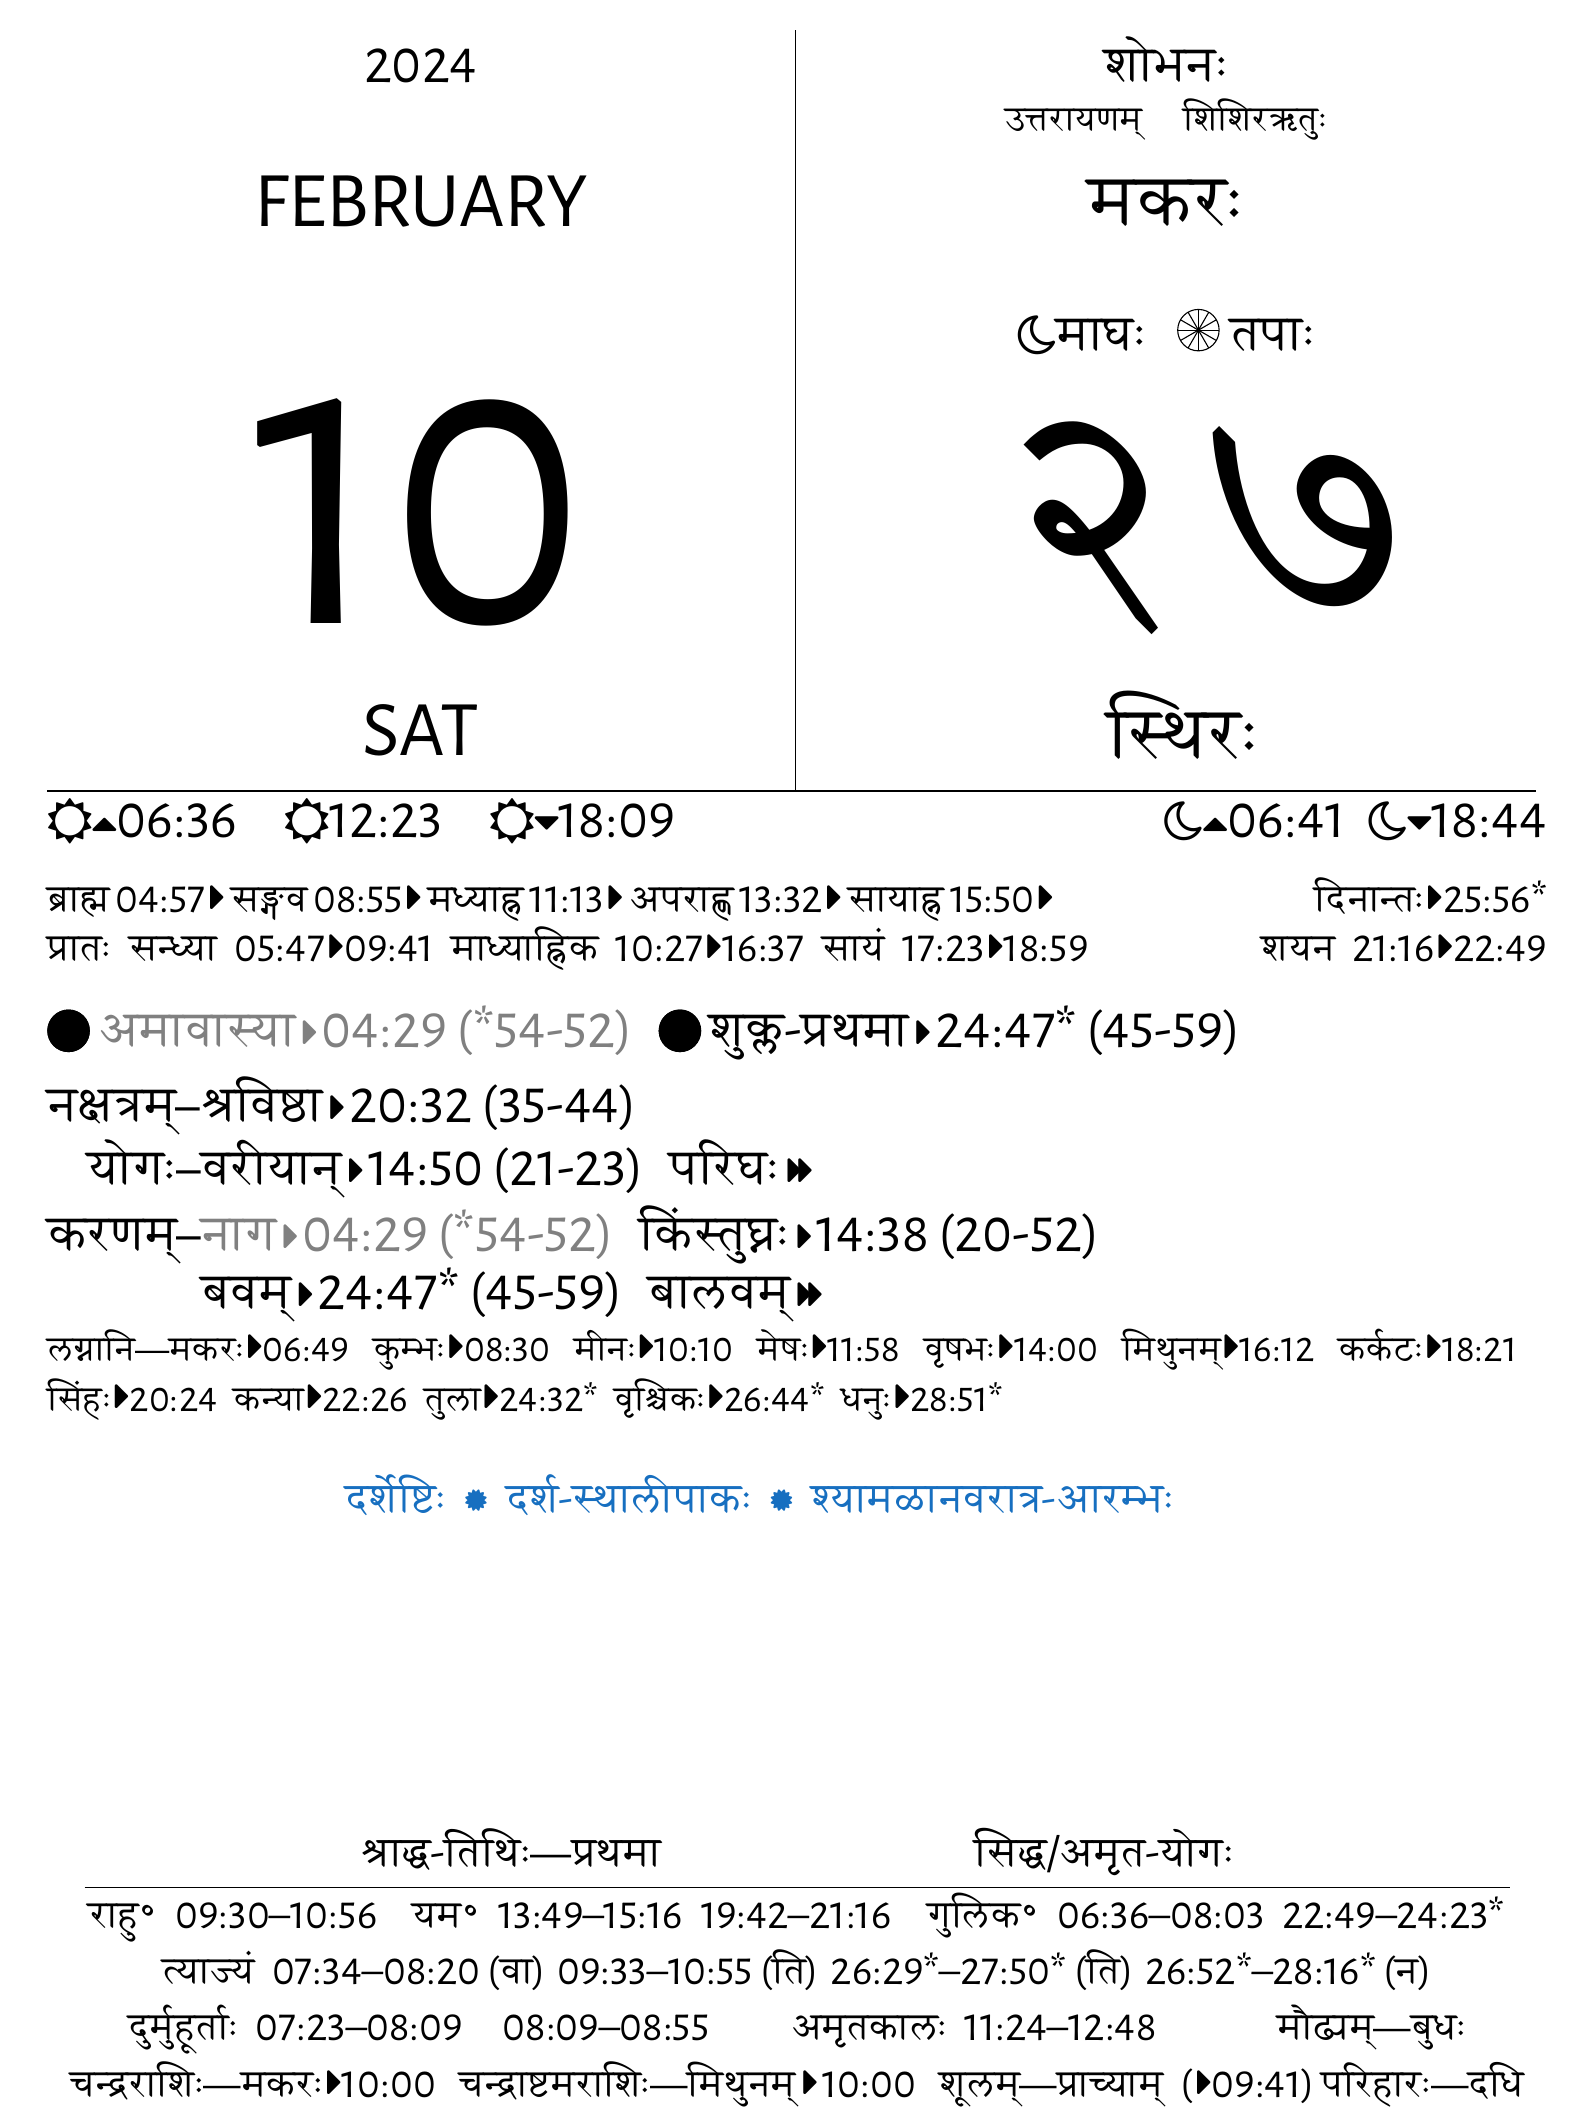 2024
FEBRUARY
10
SAT
शोभनः
उत्तरायणम् शिशिरऋतुः
मकरः
माघः तपाः
२७
स्थिरः
06:36 12:23 18:09 06:41 18:44
ब्राह्म 04:57 सङ्गव 08:55 मध्याह्न 11:13 अपराह्ण 13:32 सायाह्न 15:50 दिनान्तः 25:56*
प्रातः सन्ध्या 05:47 09:41 माध्याह्निक 10:27 16:37 सायं 17:23 18:59 शयन 21:16 22:49
अमावास्या 04:29 (*54-52) शुक्ल-प्रथमा 24:47* (45-59)
नक्षत्रम्–श्रविष्ठा 20:32 (35-44)
योगः–वरीयान् 14:50 (21-23) परिघः
करणम्–नाग 04:29 (*54-52) किंस्तुघ्नः 14:38 (20-52)
बवम् 24:47* (45-59) बालवम्
लग्नानि—मकरः 06:49 कुम्भः 08:30 मीनः 10:10 मेषः 11:58 वृषभः 14:00 मिथुनम् 16:12 कर्कटः 18:21
सिंहः 20:24 कन्या 22:26 तुला 24:32* वृश्चिकः 26:44* धनुः 28:51*
दर्शेष्टिः दर्श-स्थालीपाकः श्यामळानवरात्र-आरम्भः
श्राद्ध-तिथिः—प्रथमा सिद्ध/अमृत-योगः
राहु॰ 09:30–10:56 यम॰ 13:49–15:16 19:42–21:16 गुलिक॰ 06:36–08:03 22:49–24:23*
त्याज्यं 07:34–08:20 (वा) 09:33–10:55 (ति) 26:29*–27:50* (ति) 26:52*–28:16* (न)
दुर्मुहूर्ताः 07:23–08:09 08:09–08:55 अमृतकालः 11:24–12:48 मौढ्यम्—बुधः
चन्द्रराशिः—मकरः 10:00 चन्द्राष्टमराशिः—मिथुनम् 10:00 शूलम्—प्राच्याम् (09:41) परिहारः—दधि